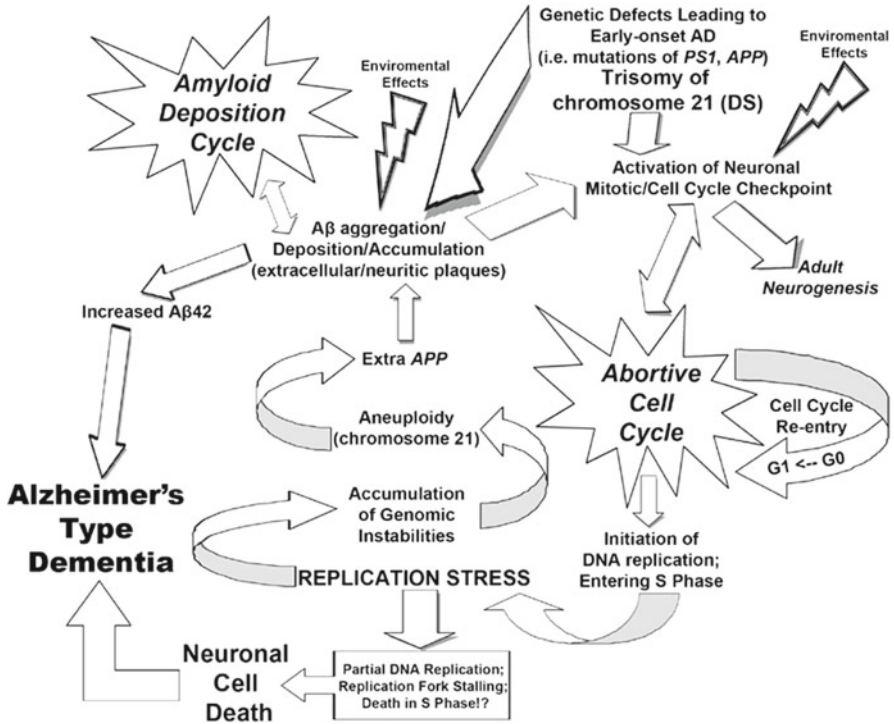 Genetic Defects Leading to
Early-onset AD
(i.e. mutations of PS1, APP)
Trisomy of
chromosome 21 (DS)
Enviromental
Effects
Enviromental
Effects
Amyloid
Deposition
Cycle
Activation of Neuronal
Mitotic/Cell Cycle Checkpoint
Aβ aggregation/
Deposition/Accumulation
(extracellular/neuritic plaques)
Adult
Neurogenesis
Increased Aβ42
Extra APP
Abortive
Cell
Cycle
Cell Cycle
Re-entry
G1 <-- G0
Aneuploidy
(chromosome 21)
Alzheimer's
Type
Dementia
Accumulation
of Genomic
Instabilities
Initiation of
DNA replication;
Entering S Phase
REPLICATION STRESS
Neuronal
Cell
Death
Partial DNA Replication;
Replication Fork Stalling;
Death in S Phase!?